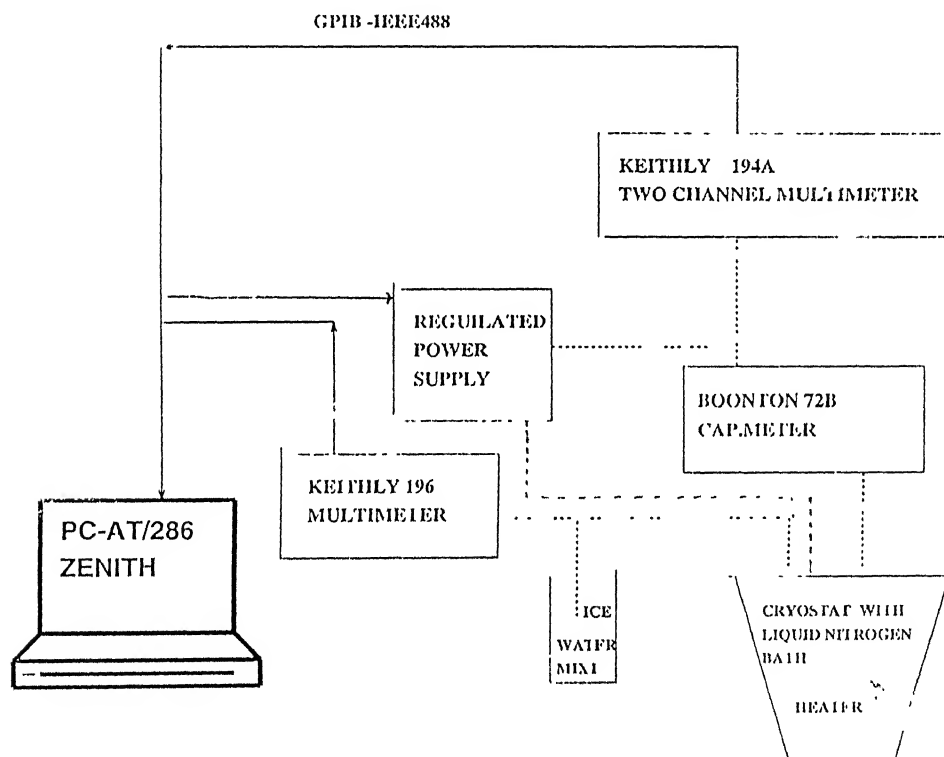 GPIB -IEEE488
KEITHLY 194A
TWO CHANNEL MULTIMETER
REGUILATED
POWER
SUPPLY
BOONTON 72B
CAP.METER
KEITHLY 196
MULTIMETER
PC-AT/286
ZENITH
ICE
WATER
MIXT
CRYOSTAT WITH
LIQUID NITROGEN
BATH
HEATER